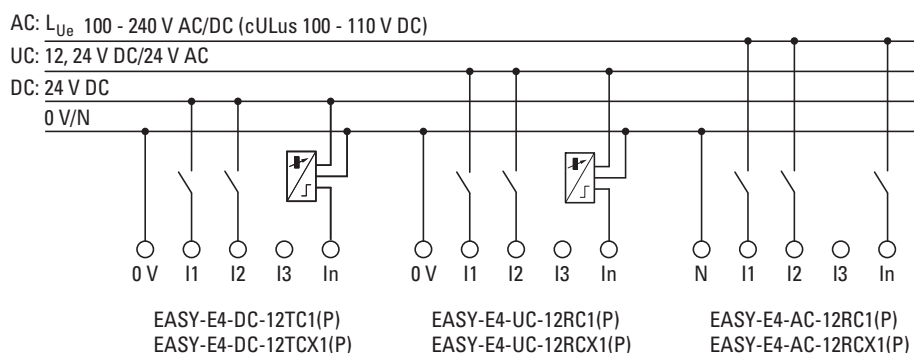 AC: LUe 100 - 240 V AC/DC (cULus 100 - 110 V DC)
UC: 12, 24 V DC/24 V AC
DC: 24 V DC
0 V/N
0 V I1 I2 I3 In 0 V I1 I2 I3 In N I1 I2 I3 In
EASY-E4-DC-12TC1(P) EASY-E4-UC-12RC1(P) EASY-E4-AC-12RC1(P)
EASY-E4-DC-12TCX1(P) EASY-E4-UC-12RCX1(P) EASY-E4-AC-12RCX1(P)